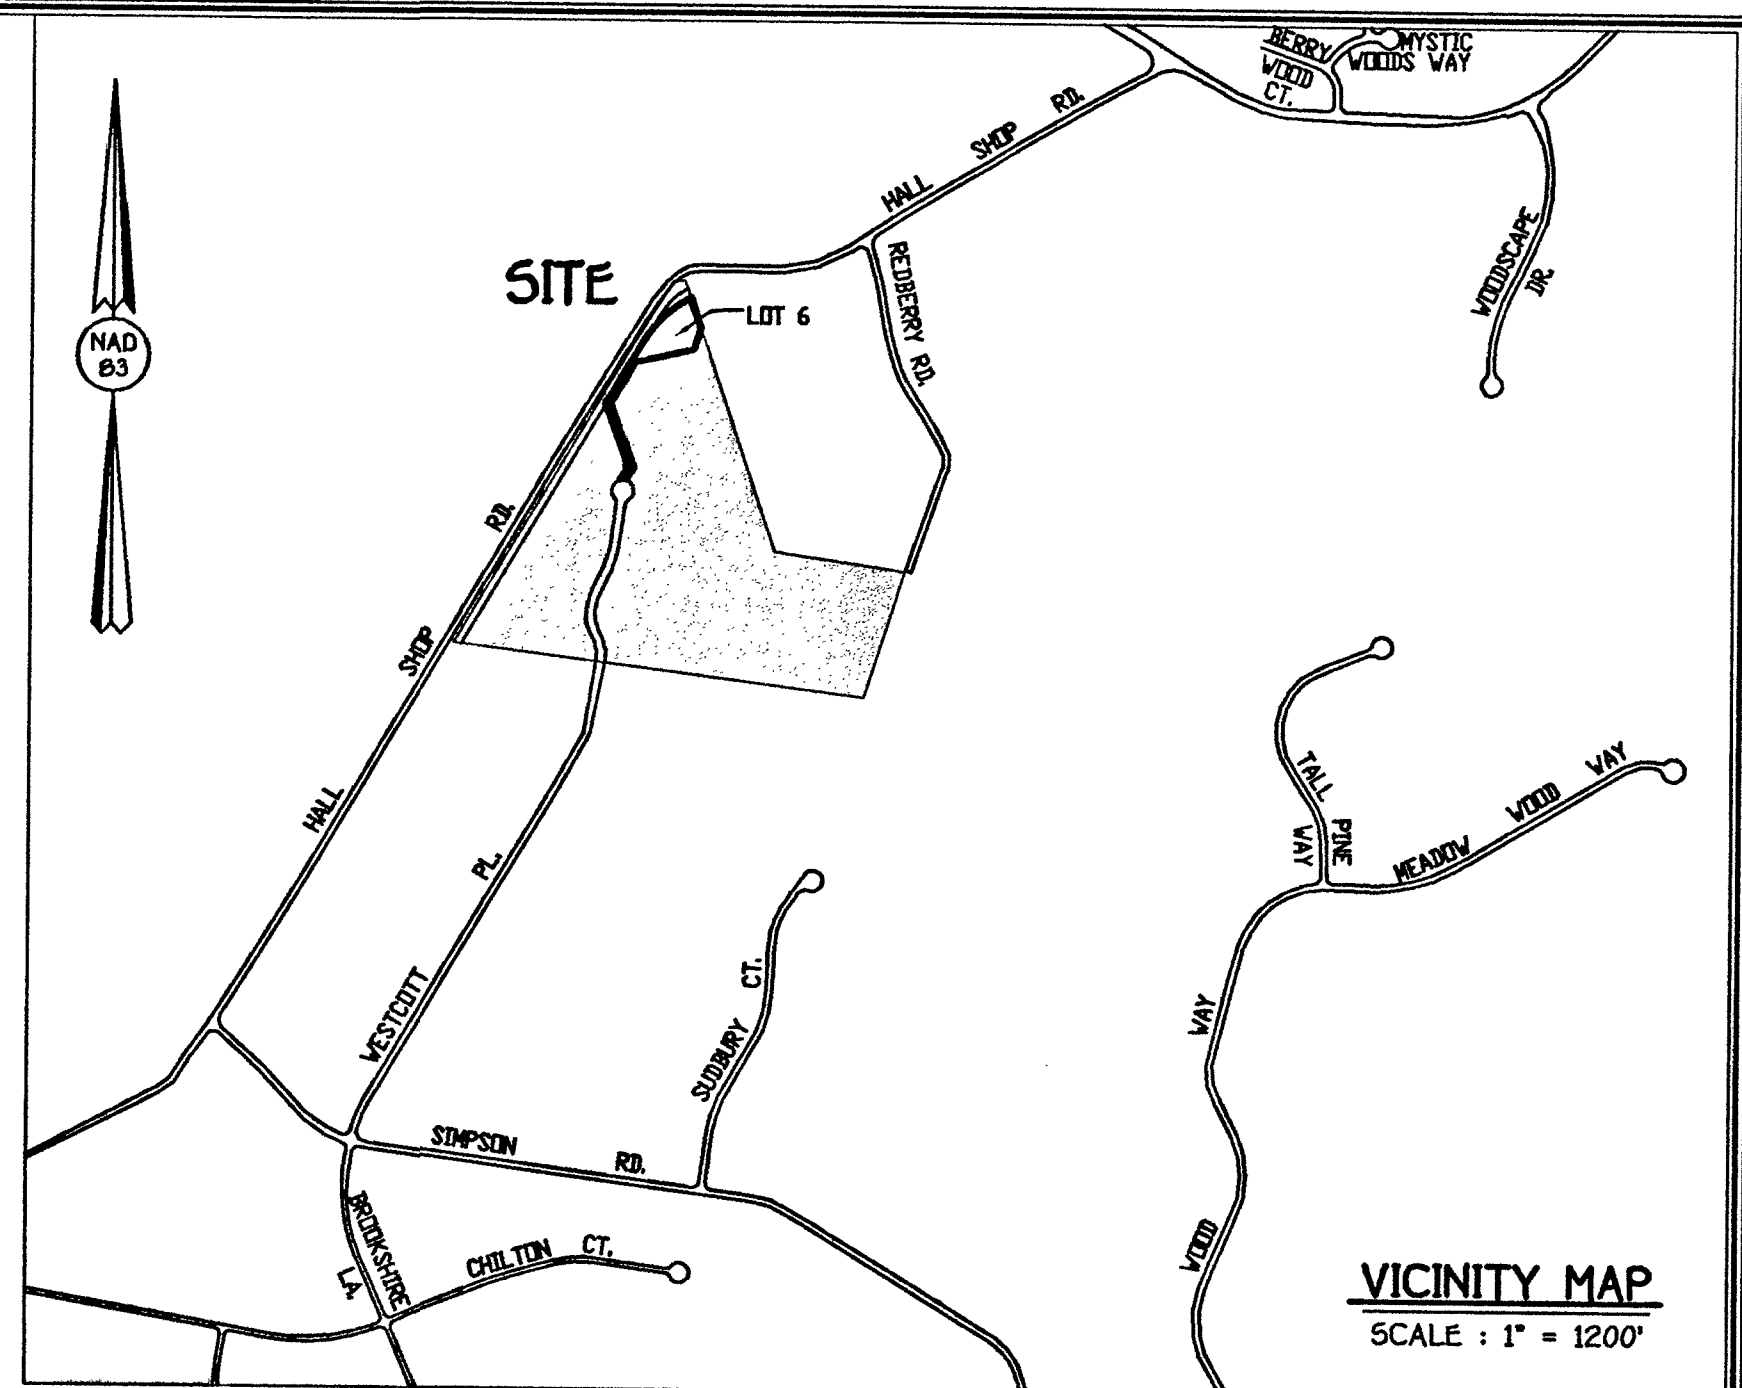 BERRY
WOOD
CT.
MYSTIC
WOODS WAY
HALL SHOP RD.
SITE
LOT 6
REDBERRY RD.
WOODSCAPE
DR.
NAD
83
HALL SHOP RD.
TALL
PINE
WAY
MEADOW WOOD WAY
WESTCOTT PL.
SUDBURY CT.
WOOD WAY
SIMPSON RD.
BROOKSHIRE
LA.
CHILTON CT.
VICINITY MAP
SCALE : 1" = 1200'